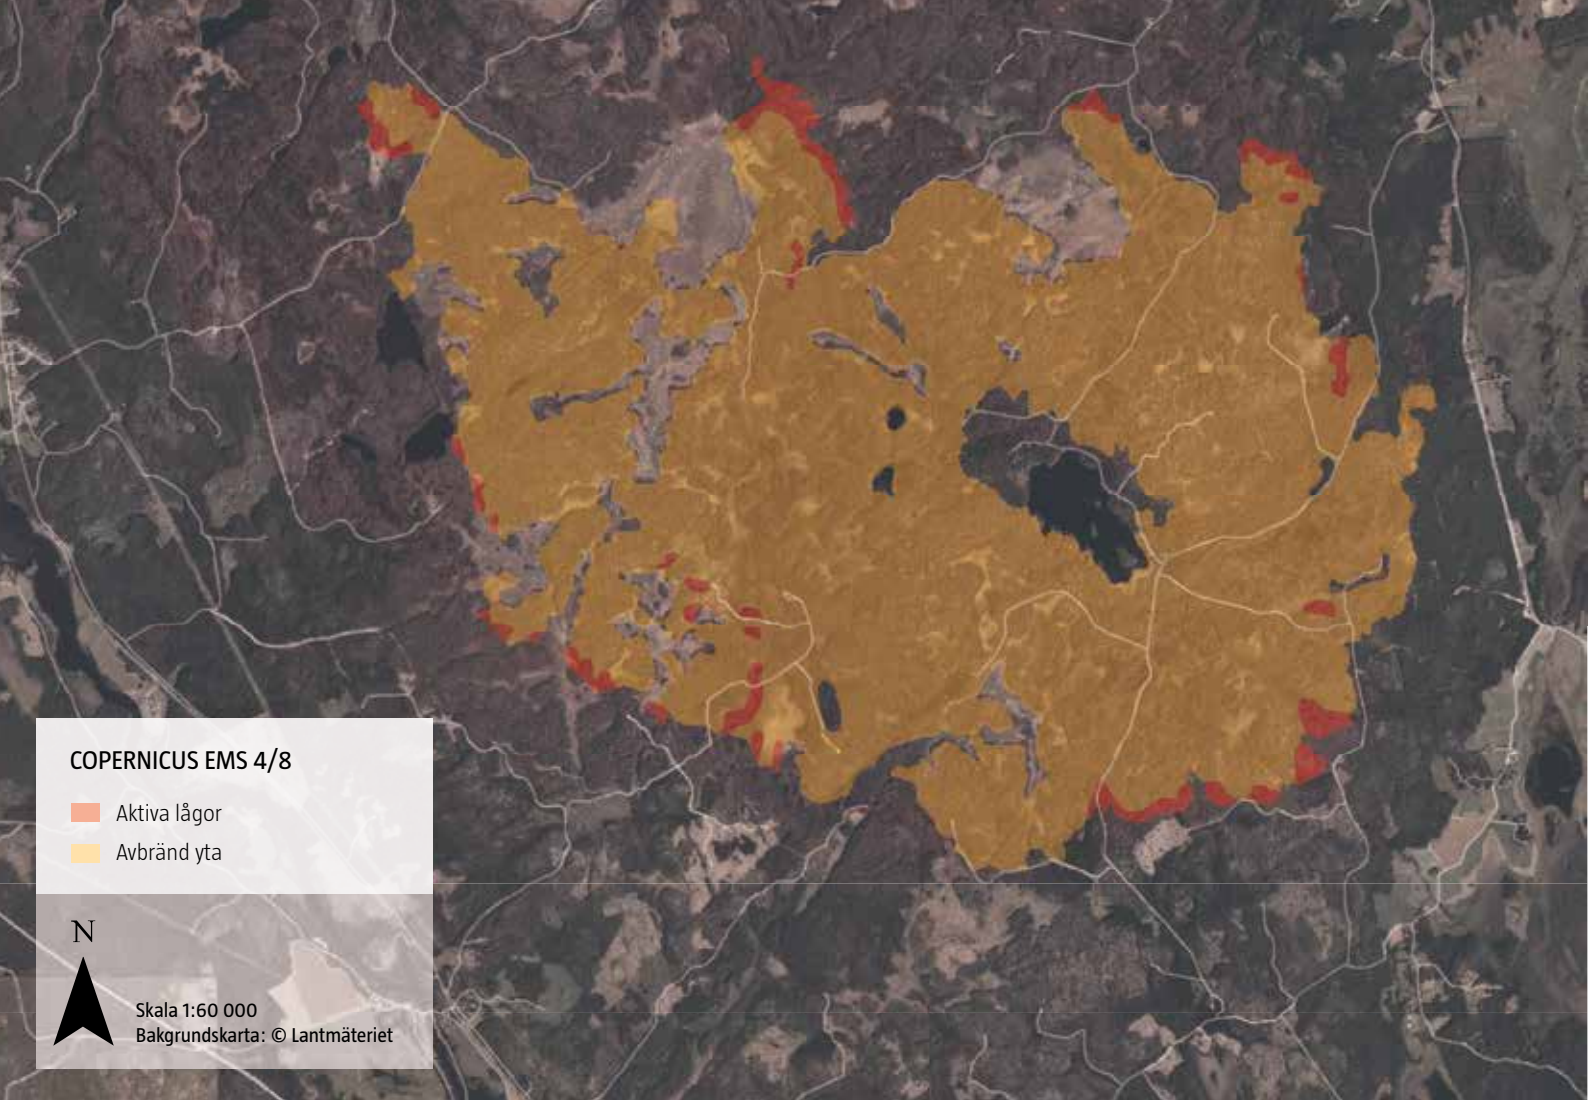 COPERNICUS EMS 4/8
Aktiva lågor
Avbränd yta
N
Skala 1:60 000
Bakgrundskarta: © Lantmäteriet